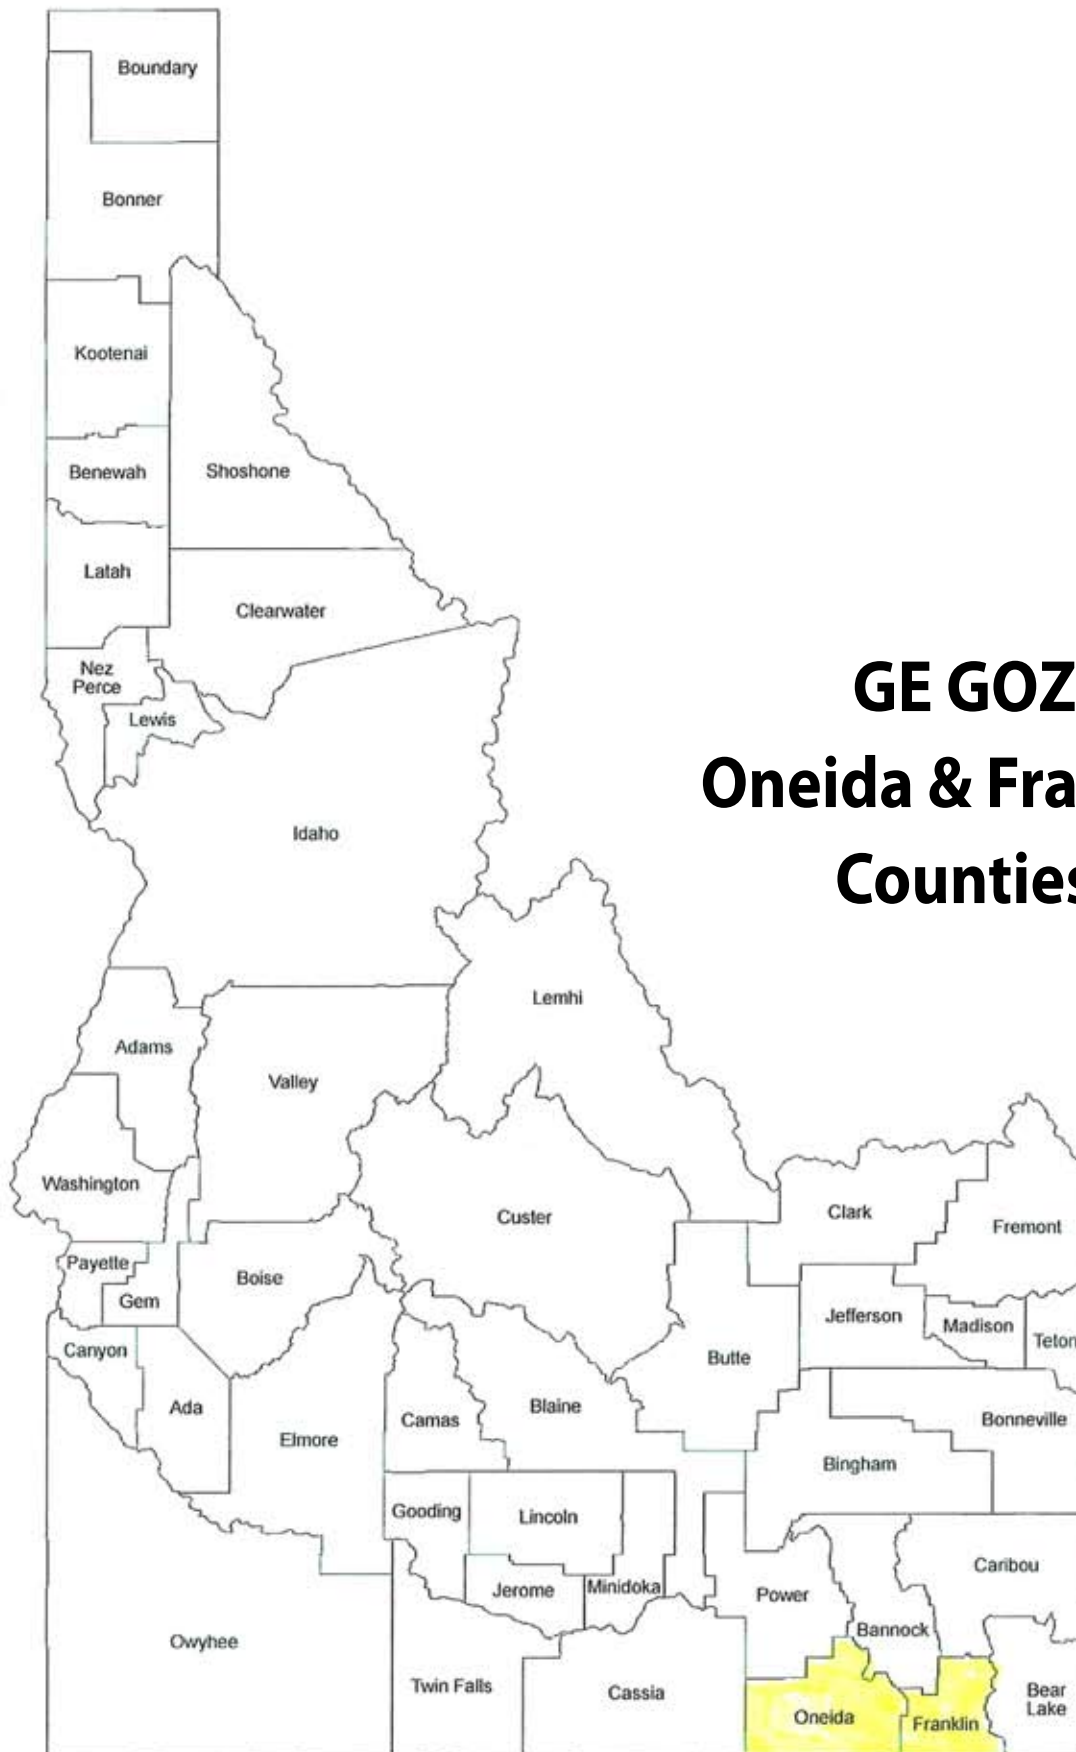 Boundary
Bonner
Kootenai
Benewah
Shoshone
Latah
Clearwater
Nez
Perce
Lewis
GE GOZ
Oneida & Fra
Counties
Idaho
Lemhi
Adams
Valley
Washington
Custer
Clark
Fremont
Payette
Boise
Gem
Jefferson
Madison
Teton
Canyon
Butte
Ada
Camas
Blaine
Bonneville
Elmore
Bingham
Gooding
Lincoln
Caribou
Jerome
Minidoka
Power
Bannock
Owyhee
Twin Falls
Cassia
Bear
Lake
Oneida
Franklin